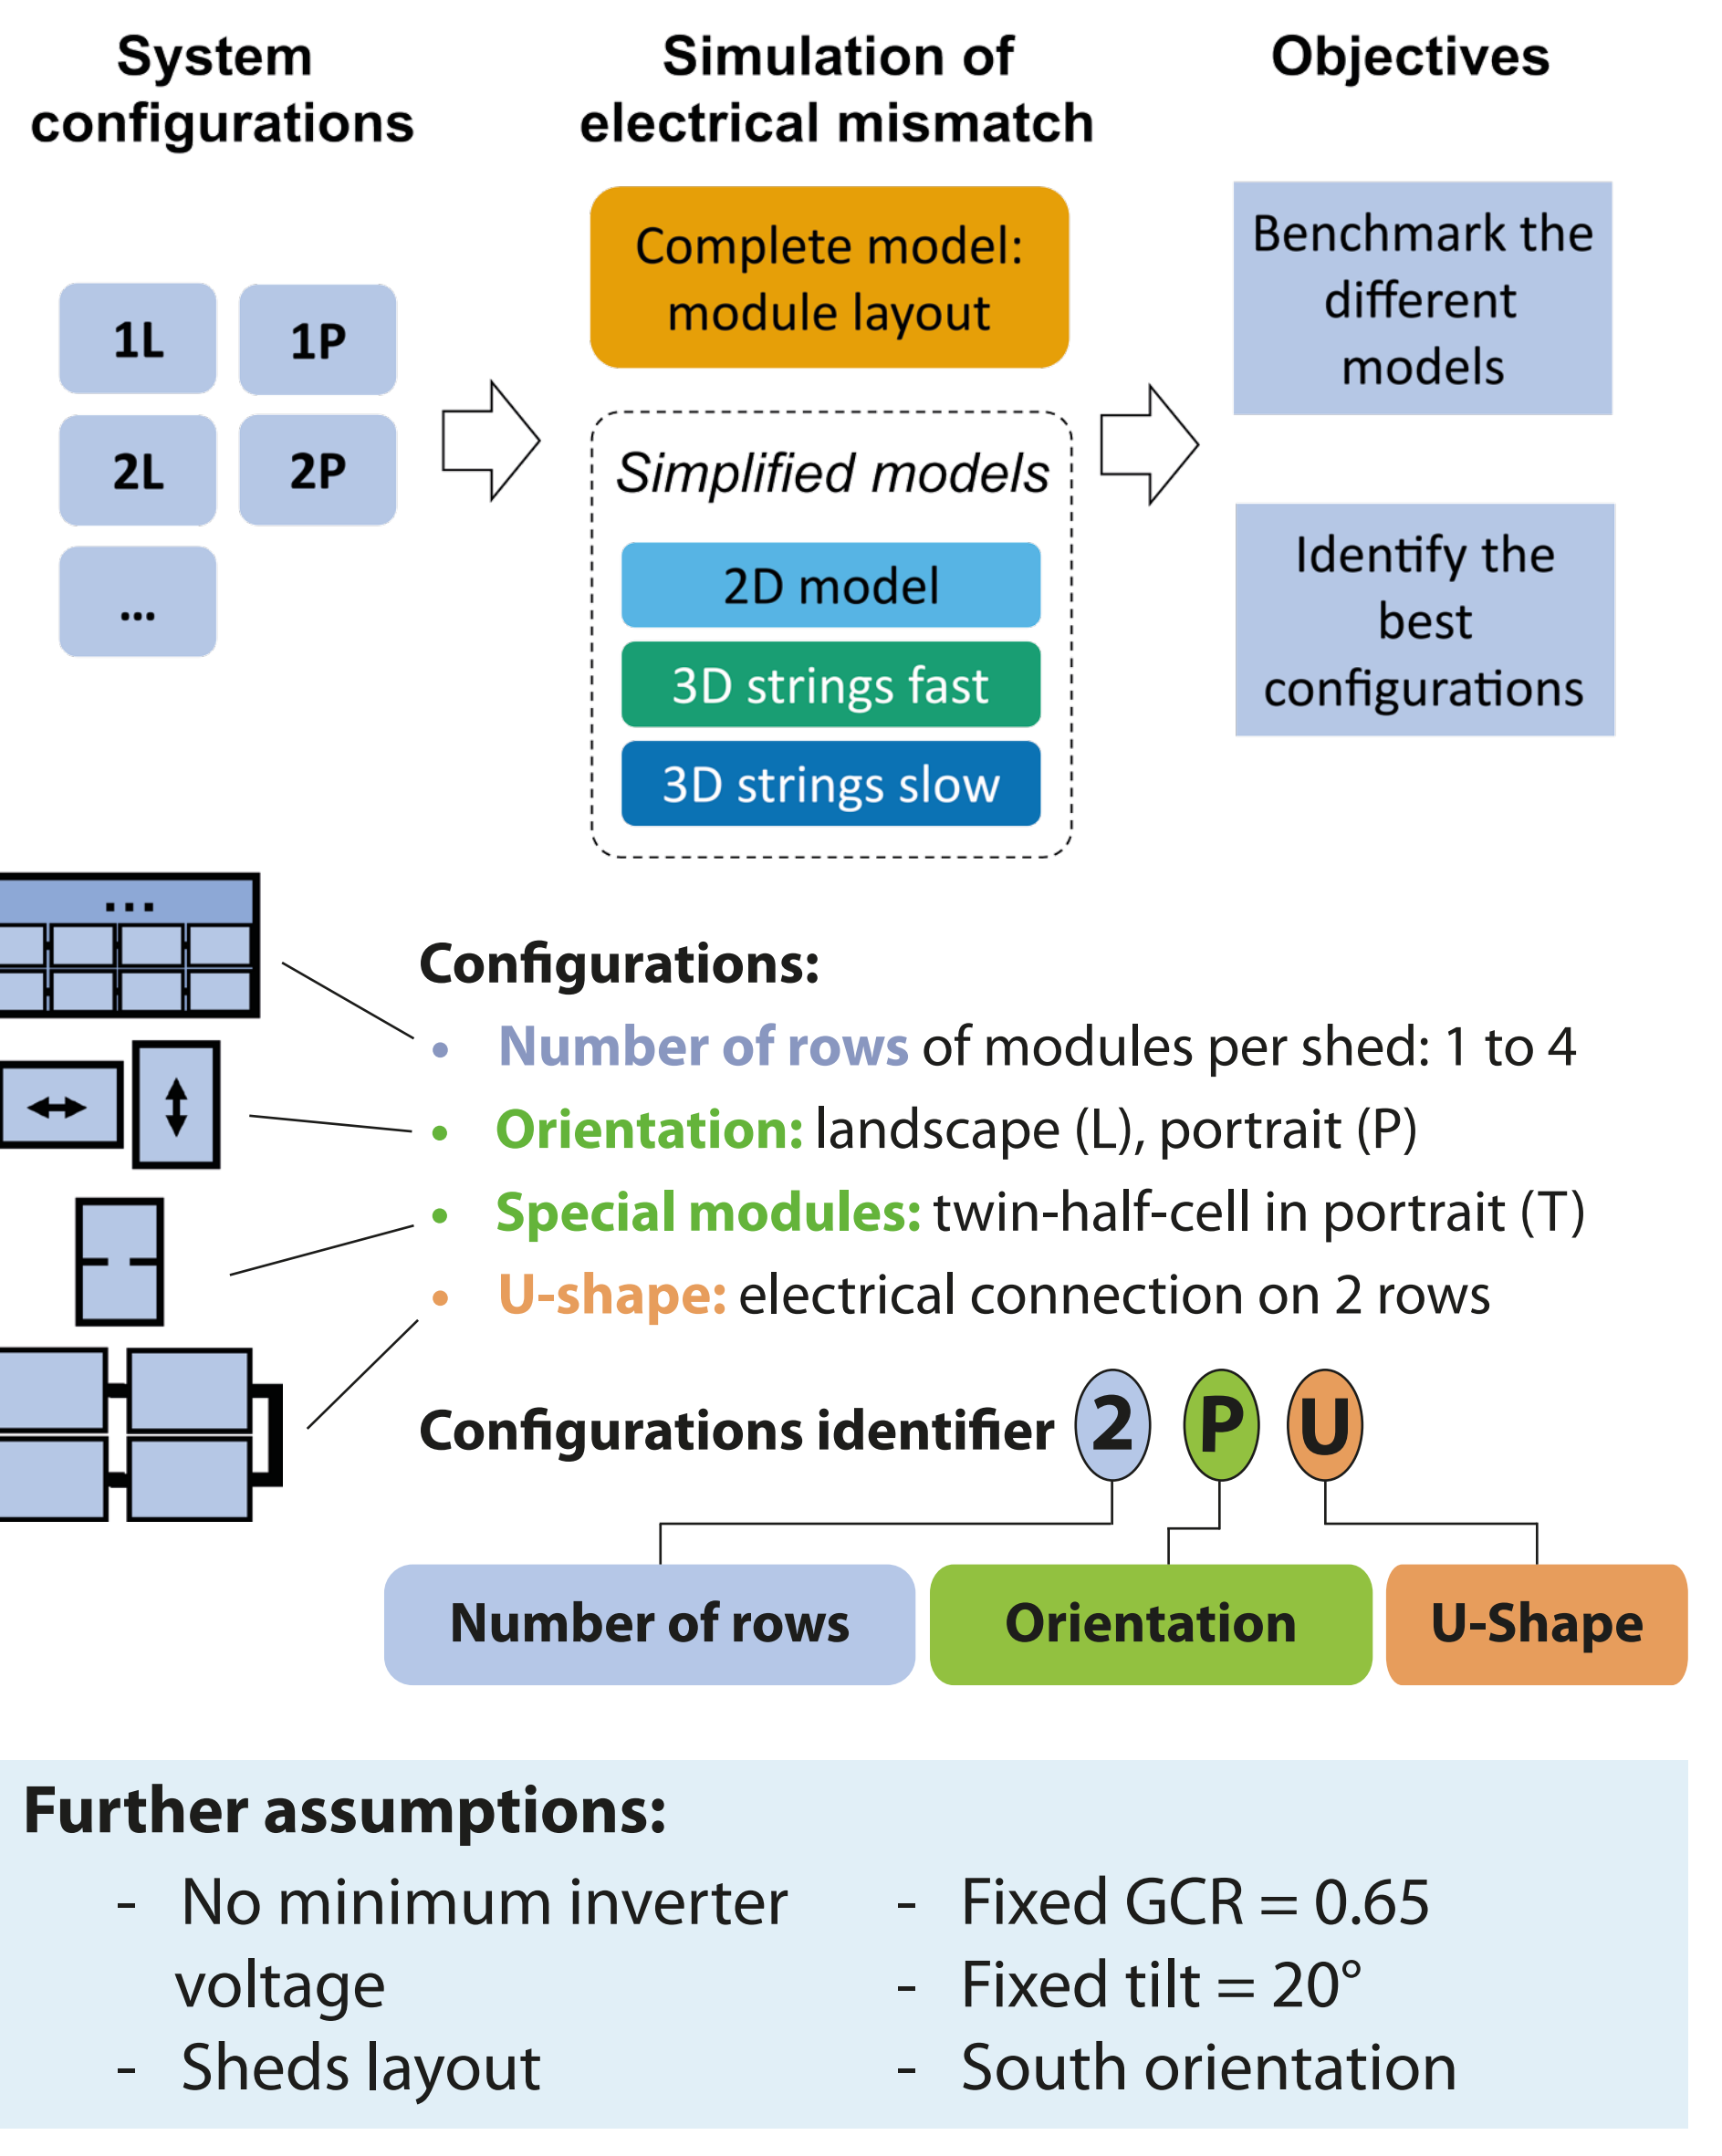 System
configurations
Simulation of
electrical mismatch
Objectives
1L
1P
2L
2P
...
Complete model:
module layout
Simplified models
2D model
3D strings fast
3D strings slow
Benchmark the
different
models
Identify the
best
configurations
...
Configurations:
• Number of rows of modules per shed: 1 to 4
• Orientation: landscape (L), portrait (P)
• Special modules: twin-half-cell in portrait (T)
• U-shape: electrical connection on 2 rows
Configurations identifier 2 P U
Number of rows
Orientation
U-Shape
Further assumptions:
- No minimum inverter
voltage
- Sheds layout
- Fixed GCR = 0.65
- Fixed tilt = 20°
- South orientation